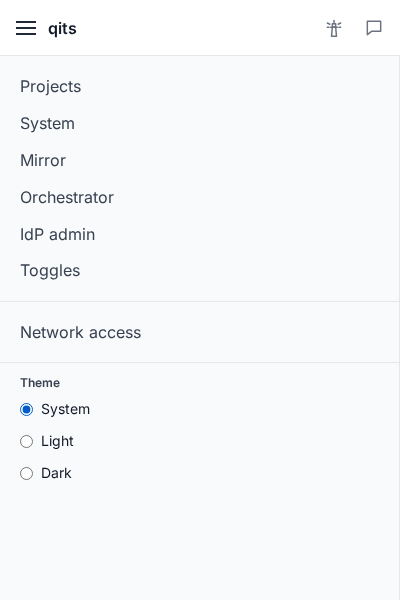 qits
Projects
System
Mirror
Orchestrator
IdP admin
Toggles
Network access
Theme
System
Light
Dark